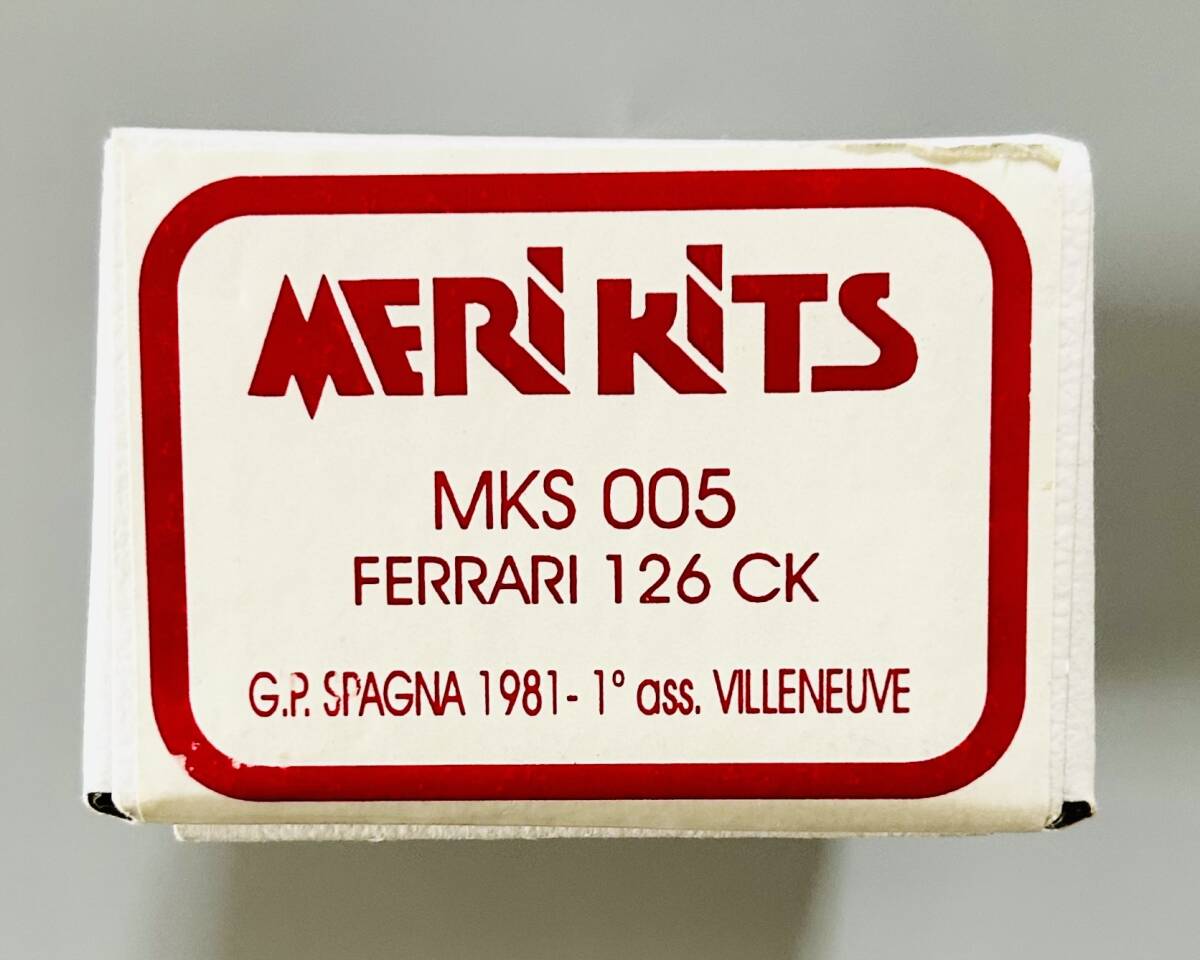 MERI KITS
MKS 005
FERRARI 126 CK
G.P. SPAGNA 1981- 1° ass. VILLENEUVE